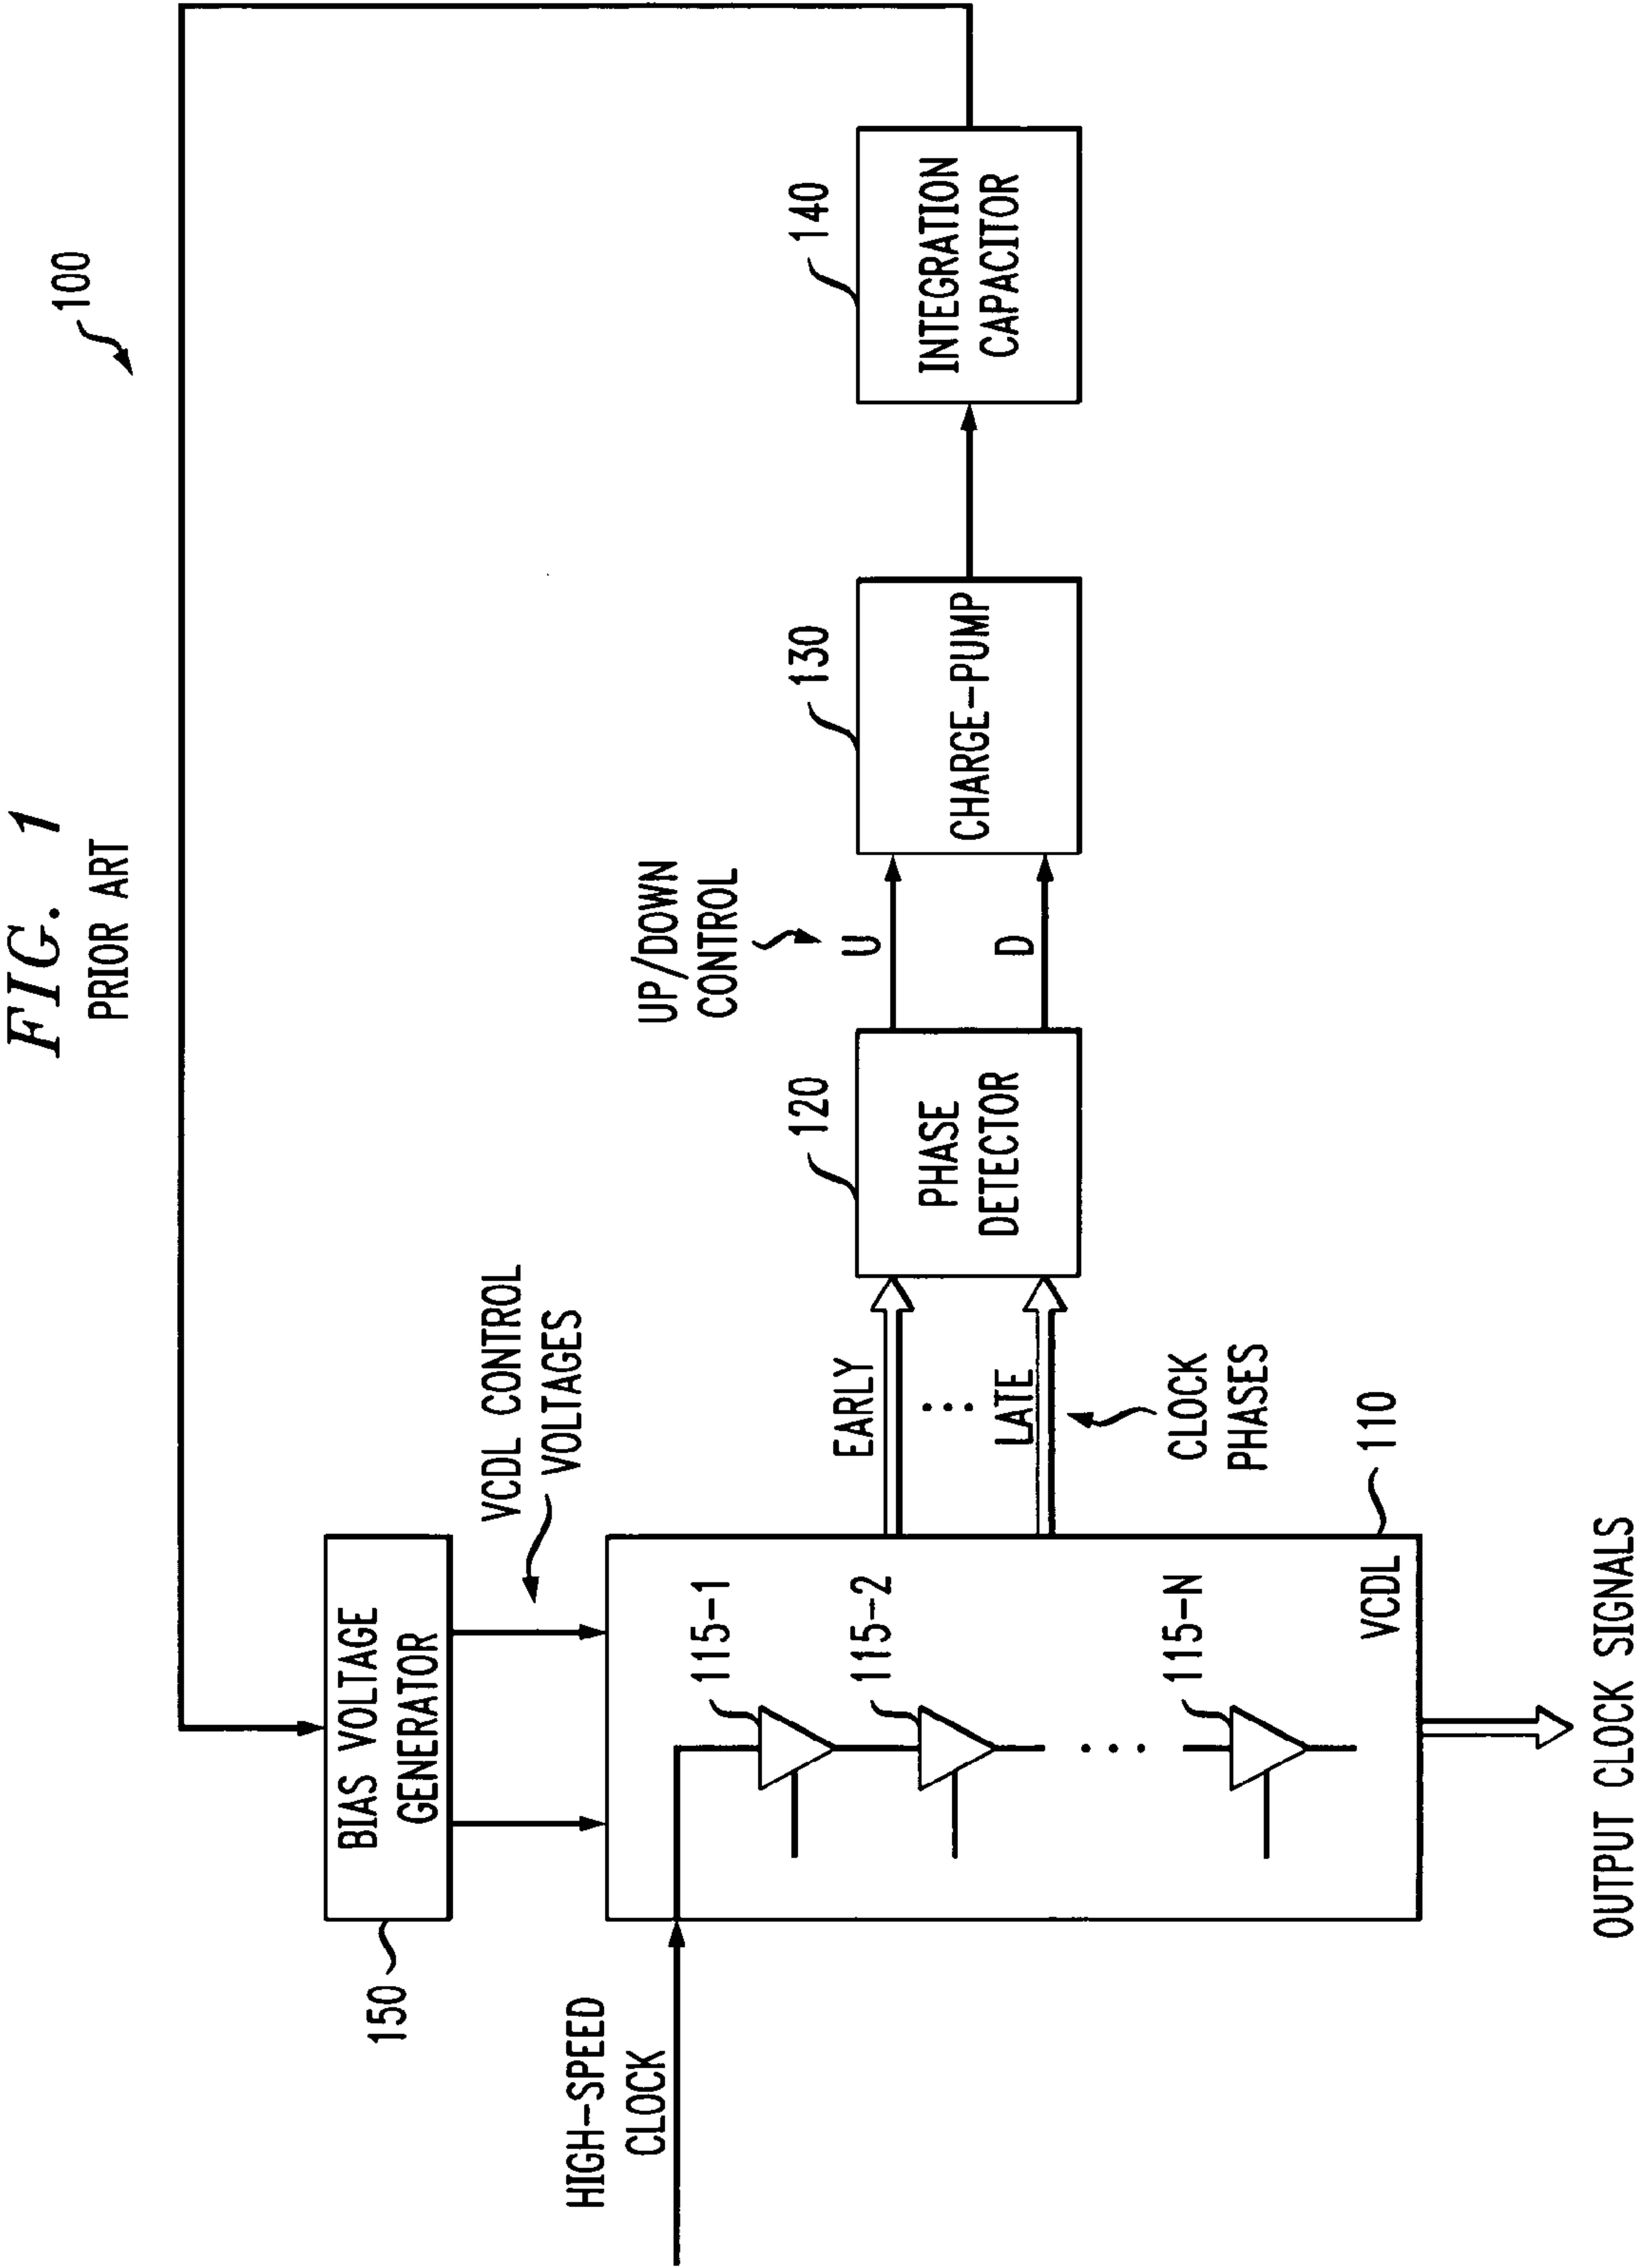 FIG. 1
PRIOR ART
100
150
BIAS VOLTAGE
GENERATOR
VCDL CONTROL
VOLTAGES
HIGH-SPEED
CLOCK
115-1
115-2
115-N
VCDL
110
EARLY
LATE
CLOCK
PHASES
120
PHASE
DETECTOR
UP/DOWN
CONTROL
U
D
130
CHARGE-PUMP
140
INTEGRATION
CAPACITOR
OUTPUT CLOCK SIGNALS